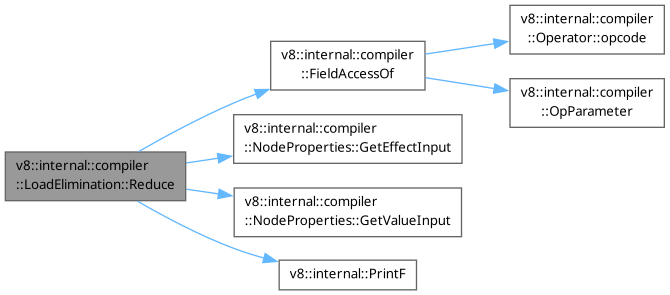 v8::internal::compiler
::LoadElimination::Reduce
v8::internal::compiler
::FieldAccessOf
v8::internal::compiler
::Operator::opcode
v8::internal::compiler
::OpParameter
v8::internal::compiler
::NodeProperties::GetEffectInput
v8::internal::compiler
::NodeProperties::GetValueInput
v8::internal::PrintF